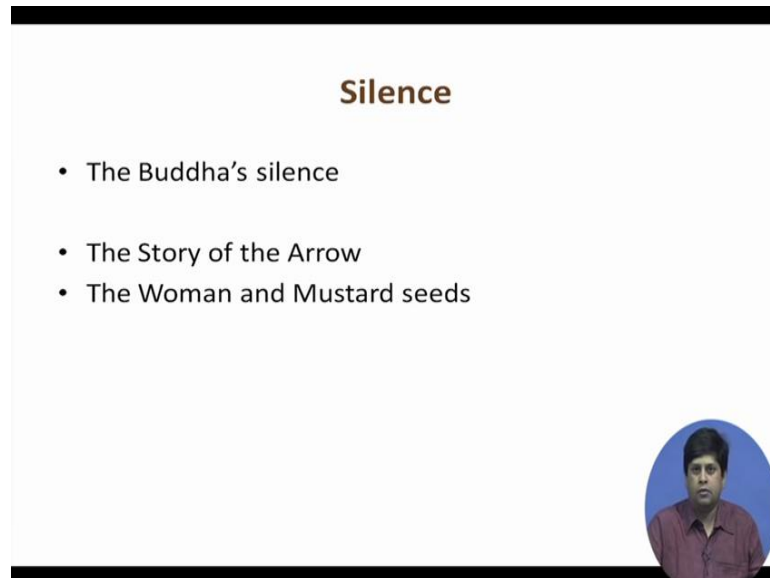 Silence
• The Buddha's silence
• The Story of the Arrow
• The Woman and Mustard seeds